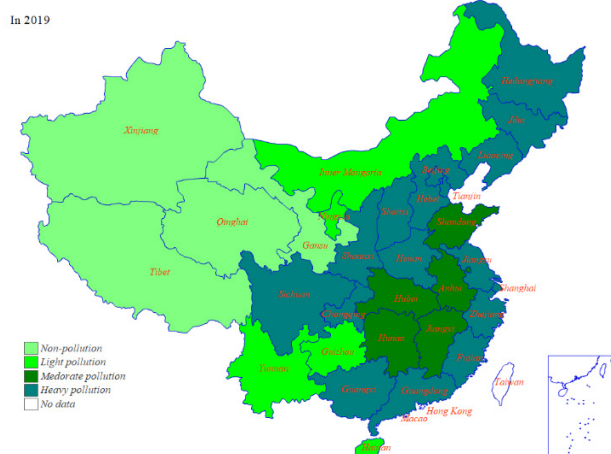 In 2019
Heilongjiang
Jilin
Xinjiang
Liaoning
Beijing
Inner Mongolia
Tianjin
Hebei
Ningxia
Shanxi
Shandong
Qinghai
Gansu
Shaanxi
Henan
Jiangsu
Tibet
Anhui
Shanghai
Sichuan
Hubei
Chongqing
Zhejiang
Hunan
Jiangxi
Guizhou
Fujian
Yunnan
Non-pollution
Light pollution
Medorate pollution
Heavy pollution
No data
Guangxi
Guangdong
Taiwan
Hong Kong
Macao
Hainan